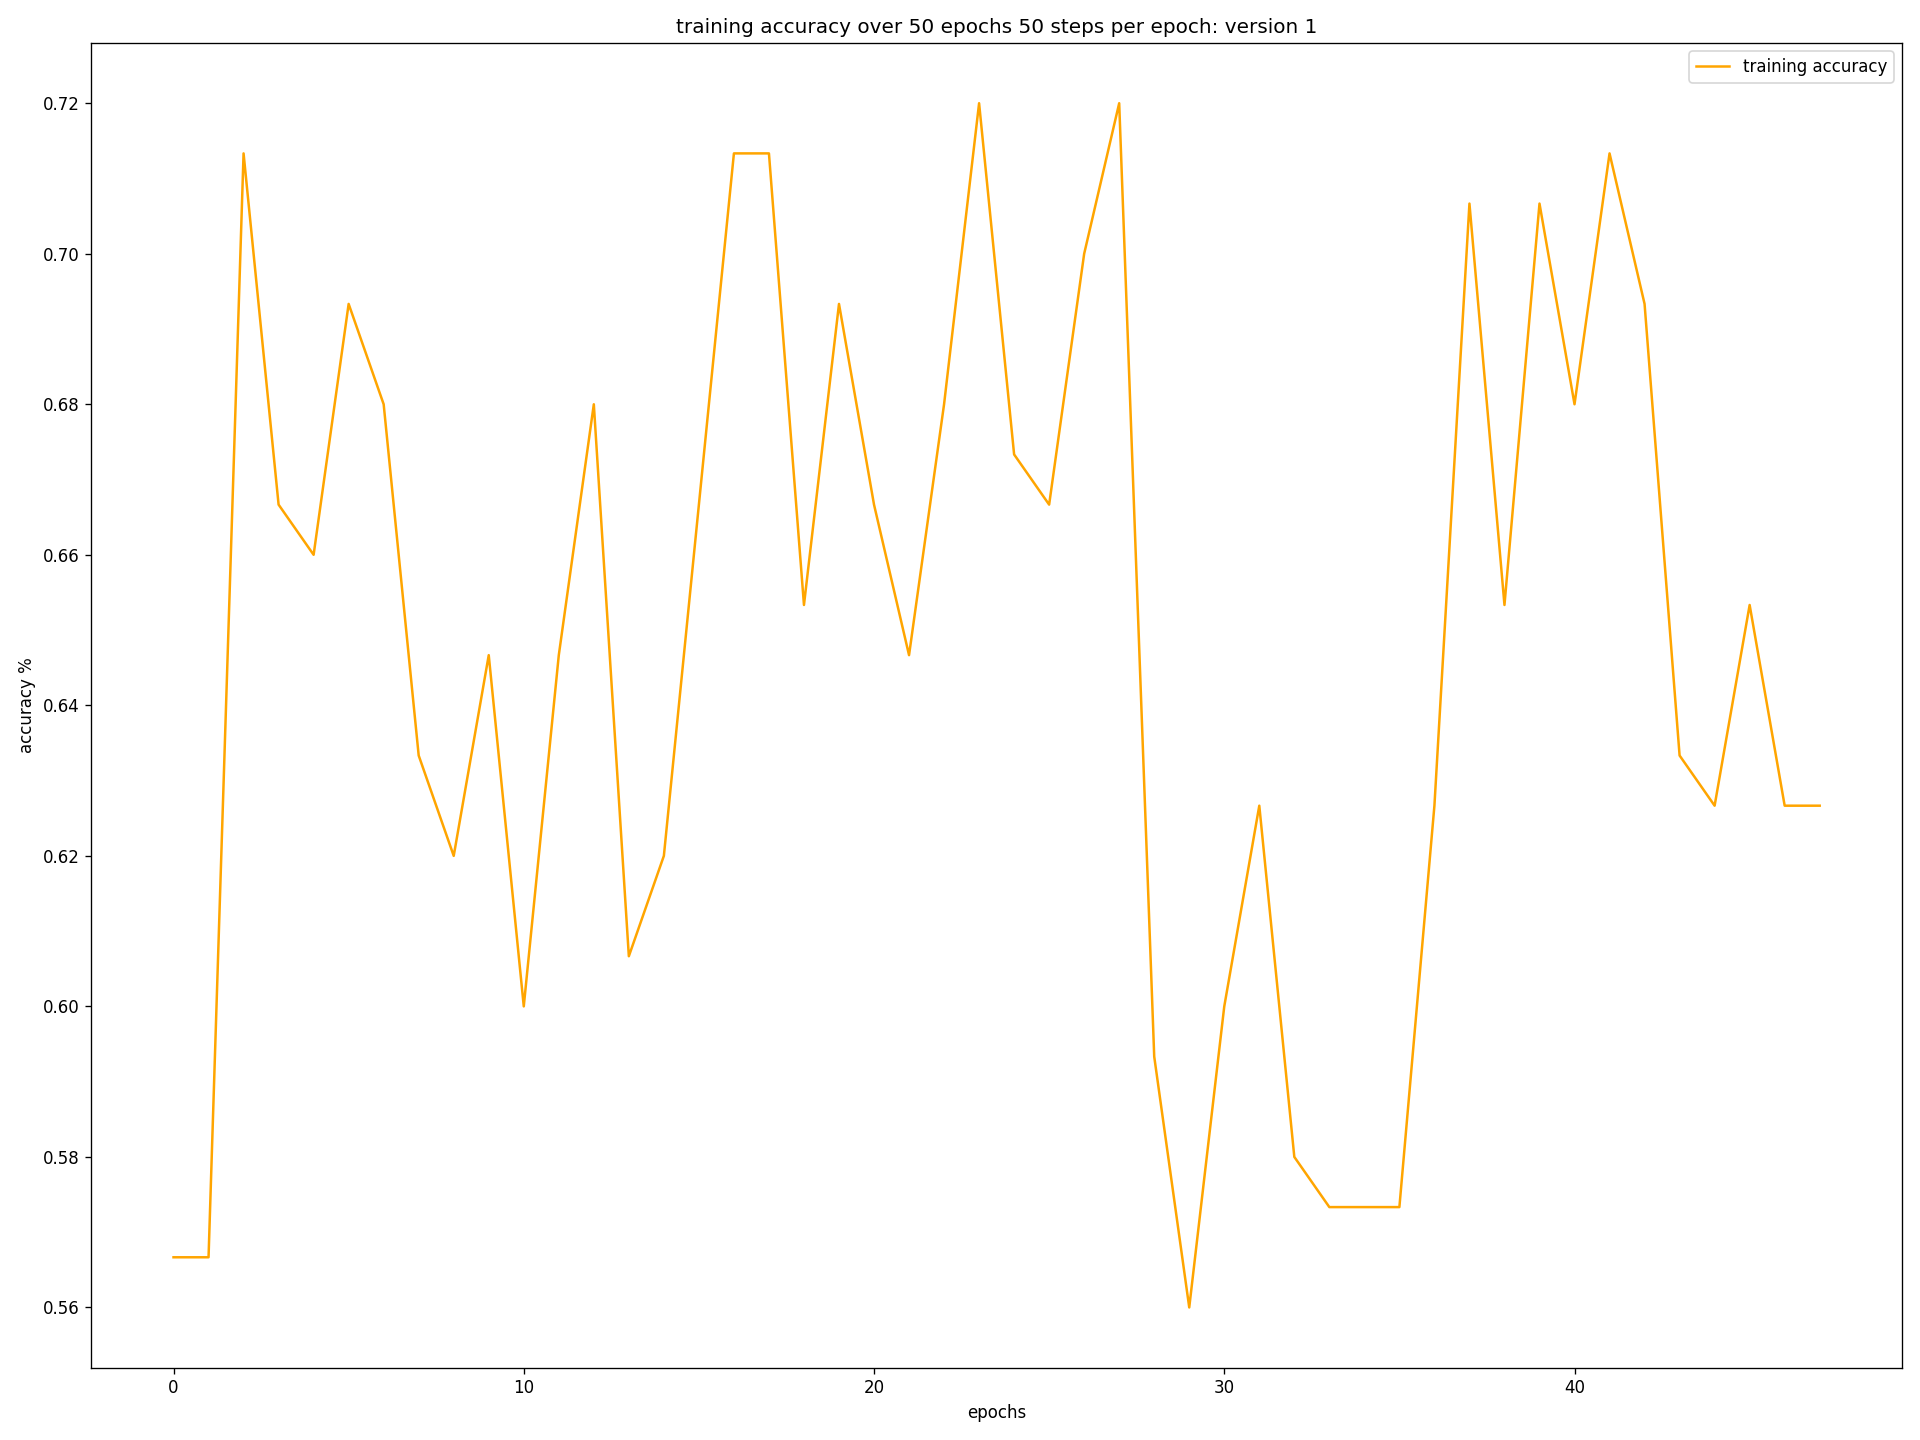 training accuracy over 50 epochs 50 steps per epoch: version 1
training accuracy
0.72
0.70
0.68
0.66
0.64
0.62
0.60
0.58
0.56
accuracy %
0 10 20 30 40
epochs